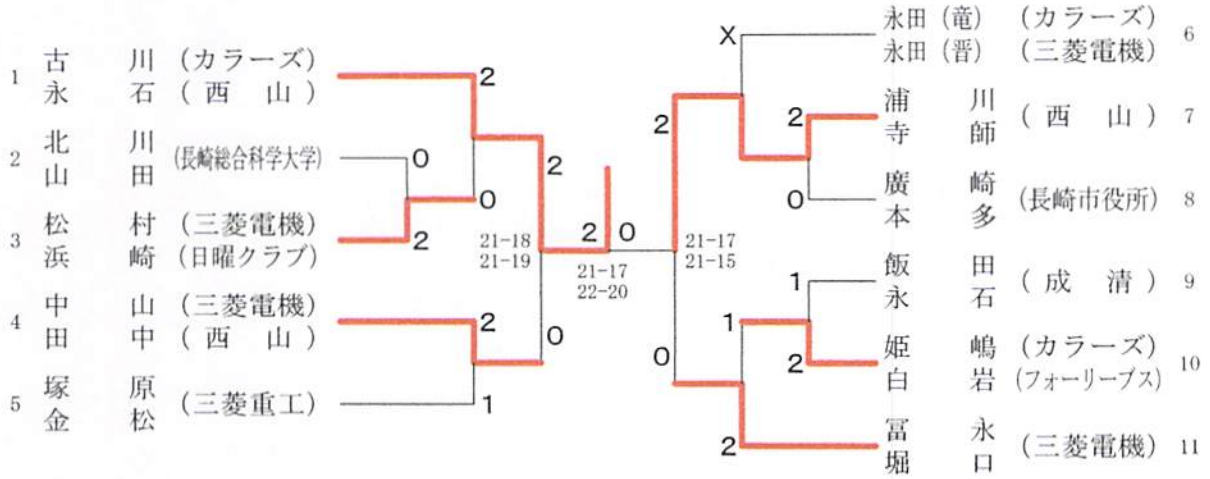 1 古川 (カラーズ)
永石 (西山)
2 北川 (長崎総合科学大学)
山田
3 松村 (三菱電機)
浜崎 (日曜クラブ)
4 中山 (三菱電機)
田中 (西山)
5 塚原 (三菱重工)
金松
2
0
2
0
2
1
2
0
21-18
21-19
2 0
21-17
22-20
X
2
0
2
21-17
21-15
1
2
1
0
2
永田(竜) (カラーズ) 6
永田(晋) (三菱電機)
浦川 (西山) 7
寺師
廣崎 (長崎市役所) 8
本多
飯田 (成清) 9
永石
姫嶋 (カラーズ) 10
白岩 (フォーリーブス)
冨永 (三菱電機) 11
堀口